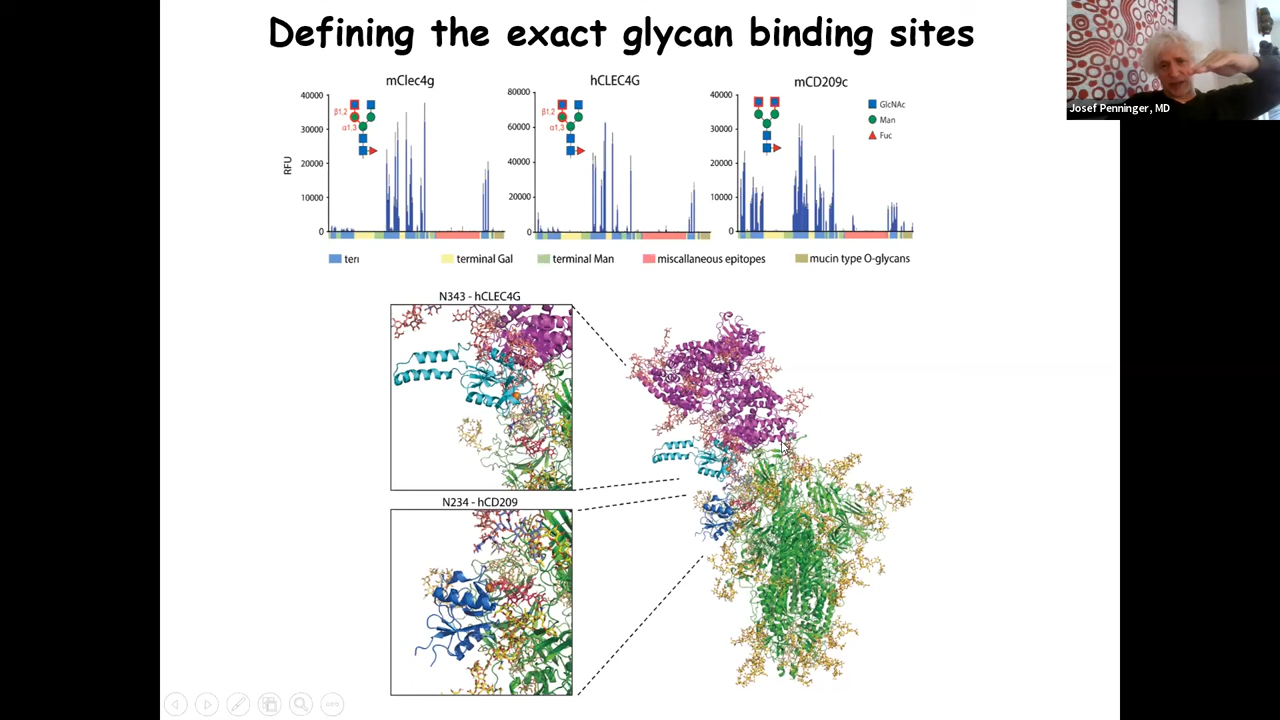 Defining the exact glycan binding sites
Josef Penninger, MD
mClec4g
hCLEC4G
mCD209c
RFU
40000
30000
20000
10000
0
β1,2
α1,3
80000
60000
40000
20000
0
β1,2
α1,3
40000
30000
20000
10000
0
GlcNAc
Man
Fuc
terminal Gal
terminal Man
miscellaneous epitopes
mucin type O-glycans
N343 - hCLEC4G
N234 - hCD209